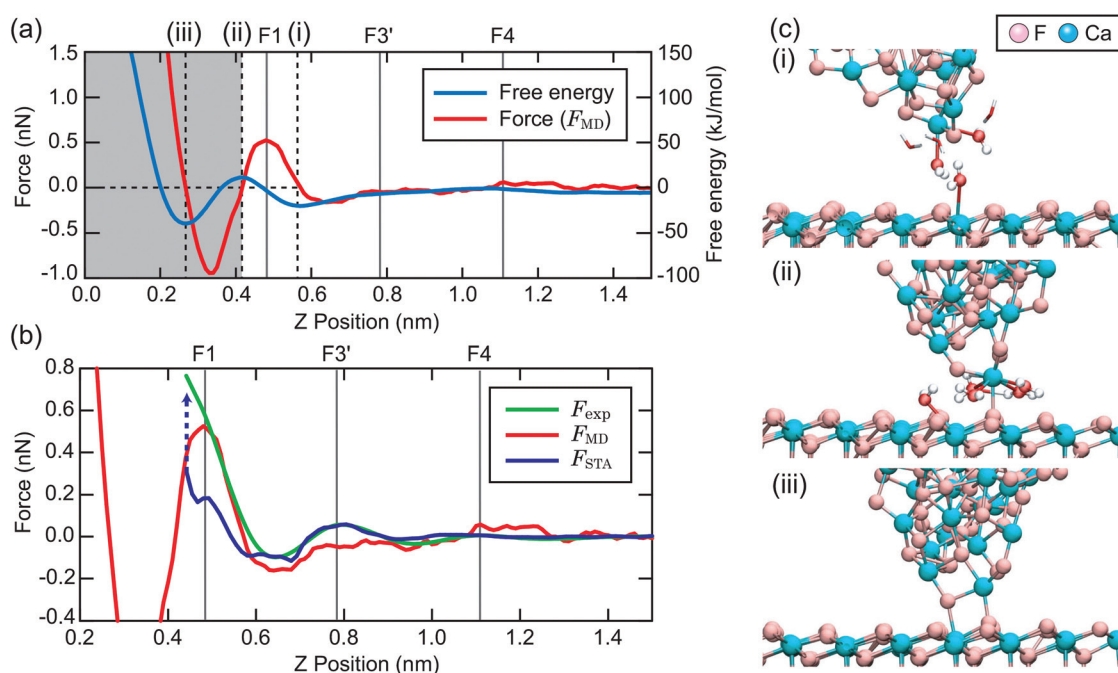 (a)
(iii) (ii) F1 (i) F3' F4
Force (nN)
1.5
1.0
0.5
0.0
-0.5
-1.0
Free energy
Force (F_MD)
150
100
50
0
-50
-100
Free energy (kJ/mol)
0.0 0.2 0.4 0.6 0.8 1.0 1.2 1.4
Z Position (nm)
(b)
F1 F3' F4
Force (nN)
0.8
0.6
0.4
0.2
0.0
-0.2
-0.4
F_exp
F_MD
F_STA
0.2 0.4 0.6 0.8 1.0 1.2 1.4
Z Position (nm)
(c)
F Ca
(i)
(ii)
(iii)